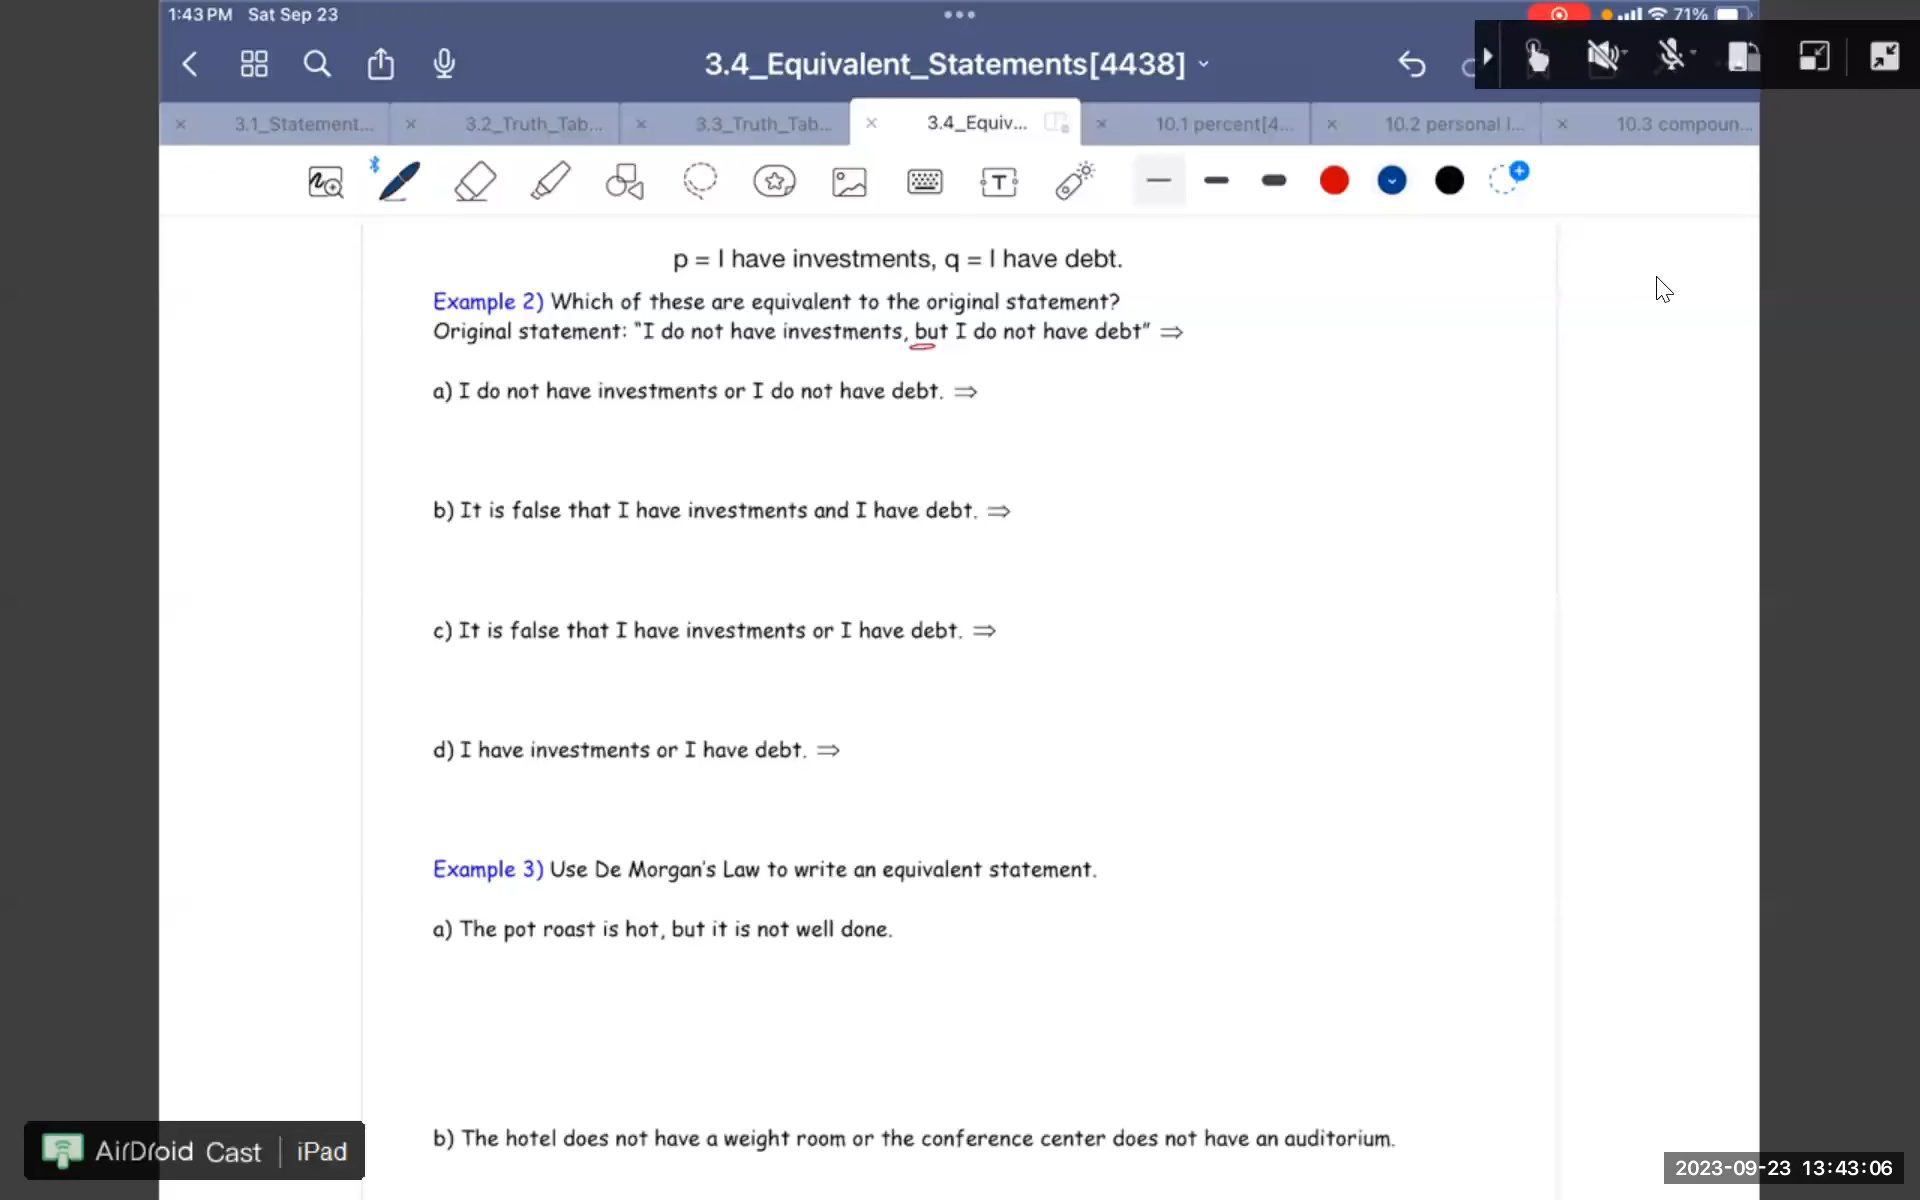 1:43 PM Sat Sep 23
71%
3.4_Equivalent_Statements[4438]
3.1_Statement...
3.2_Truth_Tab...
3.3_Truth_Tab...
3.4_Equiv...
10.1 percent[4...
10.2 personal l...
10.3 compoun...
T
p = I have investments, q = I have debt.
Example 2) Which of these are equivalent to the original statement?
Original statement: "I do not have investments, but I do not have debt" ⇒
a) I do not have investments or I do not have debt. ⇒
b) It is false that I have investments and I have debt. ⇒
c) It is false that I have investments or I have debt. ⇒
d) I have investments or I have debt. ⇒
Example 3) Use De Morgan's Law to write an equivalent statement.
a) The pot roast is hot, but it is not well done.
b) The hotel does not have a weight room or the conference center does not have an auditorium.
AirDroid Cast | iPad
2023-09-23 13:43:06